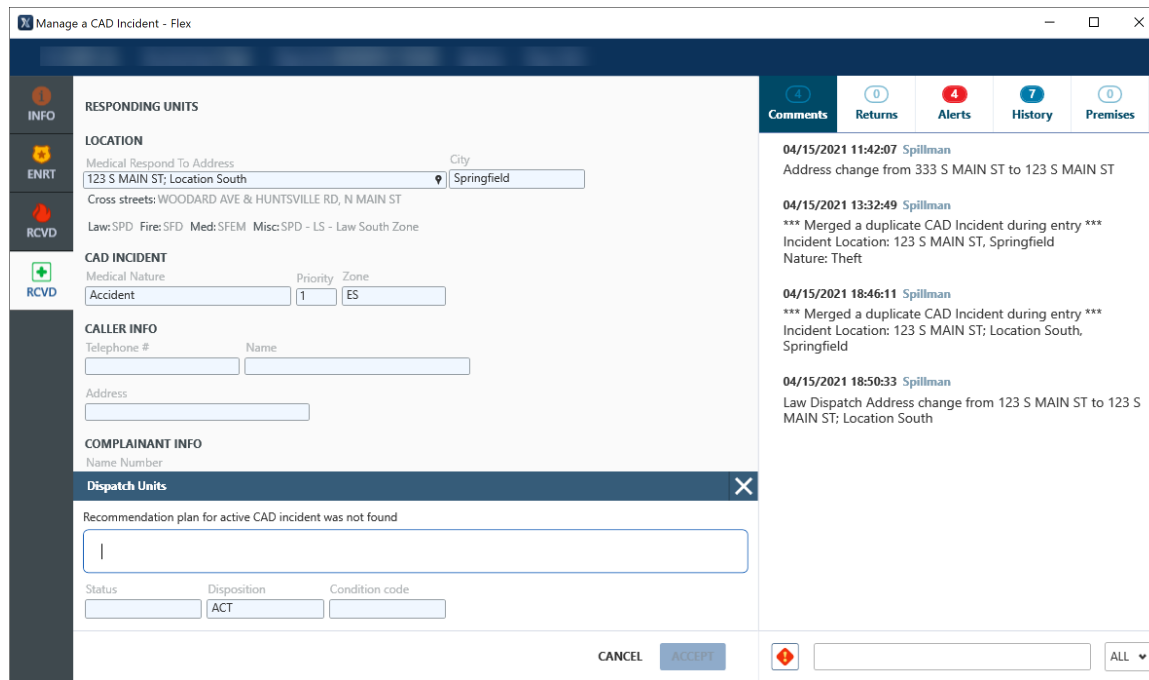 Manage a CAD Incident - Flex
INFO
ENRT
RCVD
RCVD
RESPONDING UNITS
LOCATION
Medical Respond To Address
City
123 S MAIN ST; Location South
Springfield
Cross streets: WOODARD AVE & HUNTSVILLE RD, N MAIN ST
Law: SPD Fire: SFD Med: SFEM Misc: SPD - LS - Law South Zone
CAD INCIDENT
Medical Nature
Priority
Zone
Accident
1
ES
CALLER INFO
Telephone #
Name
Address
COMPLAINANT INFO
Name Number
Dispatch Units
Recommendation plan for active CAD incident was not found
Status
Disposition
Condition code
ACT
CANCEL
ACCEPT
4
0
4
7
0
Comments
Returns
Alerts
History
Premises
04/15/2021 11:42:07 Spillman
Address change from 333 S MAIN ST to 123 S MAIN ST
04/15/2021 13:32:49 Spillman
*** Merged a duplicate CAD Incident during entry ***
Incident Location: 123 S MAIN ST, Springfield
Nature: Theft
04/15/2021 18:46:11 Spillman
*** Merged a duplicate CAD Incident during entry ***
Incident Location: 123 S MAIN ST; Location South,
Springfield
04/15/2021 18:50:33 Spillman
Law Dispatch Address change from 123 S MAIN ST to 123 S
MAIN ST; Location South
ALL